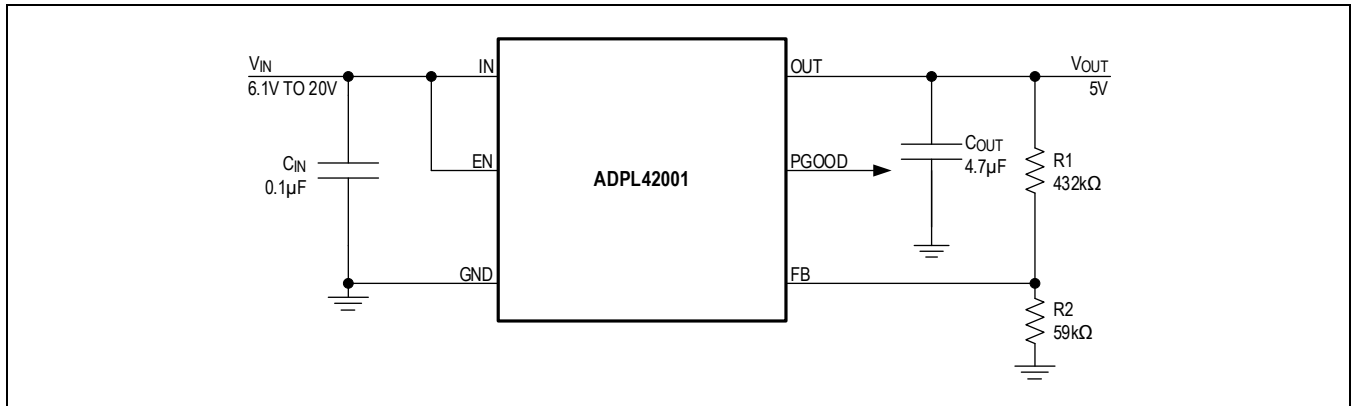 VIN
6.1V TO 20V
IN
OUT
VOUT
5V
CIN
0.1µF
EN
ADPL42001
PGOOD
COUT
4.7µF
R1
432kΩ
GND
FB
R2
59kΩ